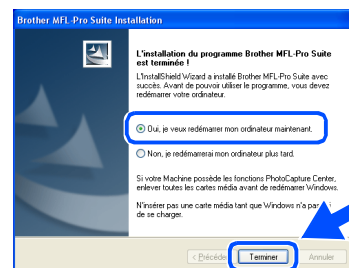 Brother MFL-Pro Suite Installation
L'installation du programme Brother MFL-Pro Suite
est terminée !
L'InstallShield Wizard a installé Brother MFL-Pro Suite avec
succès. Avant de pouvoir utiliser le programme, vous devez
redémarrer votre ordinateur.
Oui, je veux redémarrer mon ordinateur maintenant.
Non, je redémarrerai mon ordinateur plus tard.
Si votre Machine possède les fonctions PhotoCapture Center,
enlever toutes les cartes média avant de redémarrer Windows.
N'insérer pas une carte média tant que Windows n'a
de se charger.
< Précéde
Terminer
Annuler